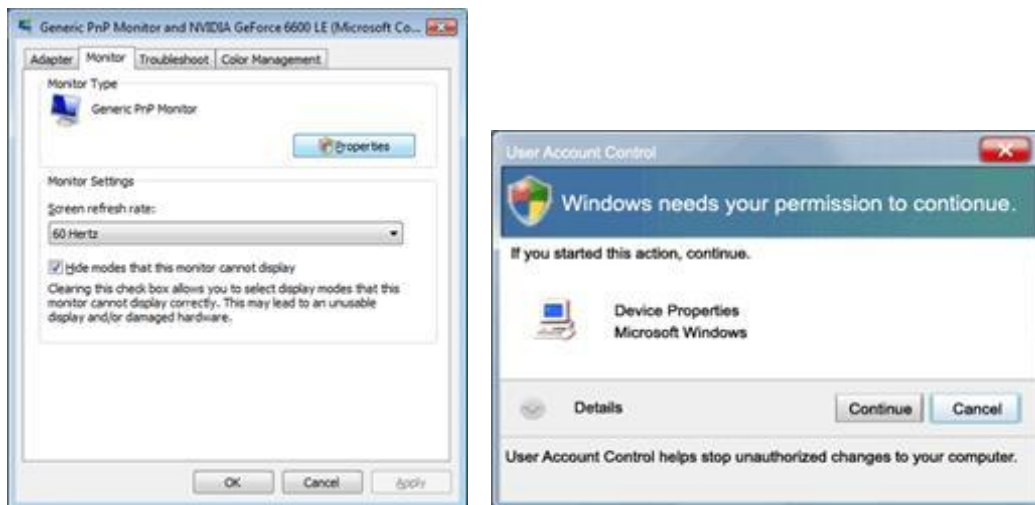 Generic PnP Monitor and NVIDIA GeForce 6600 LE (Microsoft Co...
Adapter Monitor Troubleshoot Color Management
Monitor Type
Generic PnP Monitor
Properties
Monitor Settings
Screen refresh rate:
60 Hertz
Hide modes that this monitor cannot display
Clearing this check box allows you to select display modes that this
monitor cannot display correctly. This may lead to an unusable
display and/or damaged hardware.
OK Cancel Apply
User Account Control
Windows needs your permission to contionue.
If you started this action, continue.
Device Properties
Microsoft Windows
Details Continue Cancel
User Account Control helps stop unauthorized changes to your computer.